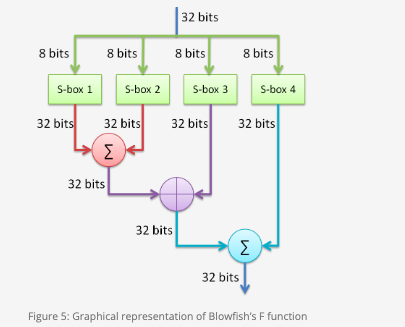 32 bits
8 bits 8 bits 8 bits 8 bits
S-box 1 S-box 2 S-box 3 S-box 4
32 bits 32 bits 32 bits 32 bits
∑
32 bits
32 bits
∑
32 bits
Figure 5: Graphical representation of Blowfish's F function